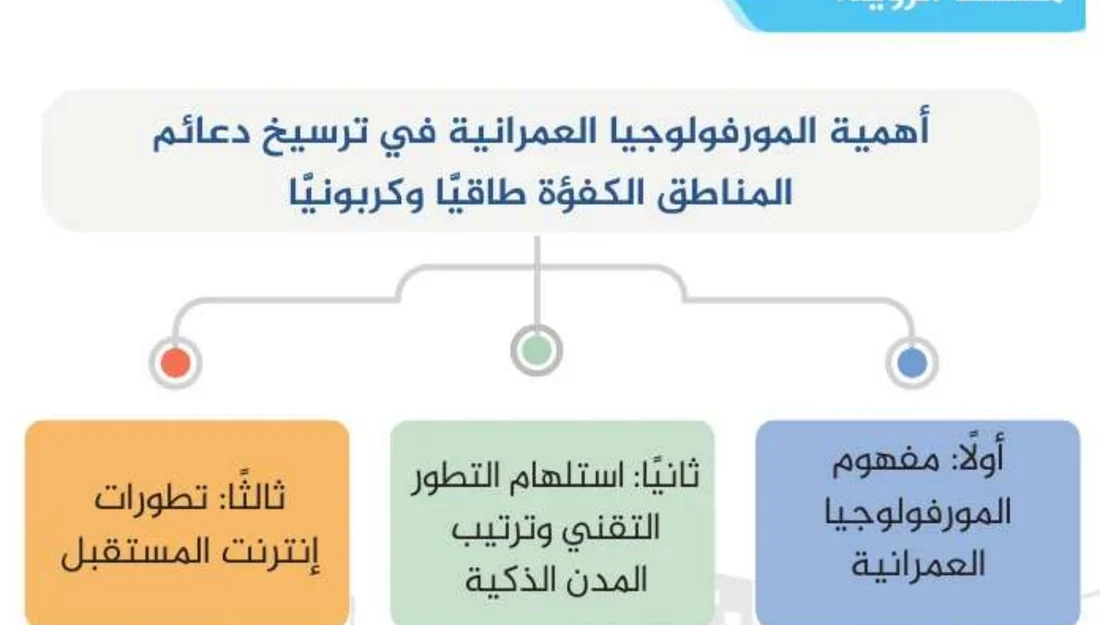 أهمية المورفولوجيا العمرانية في ترسيخ دعائم
المناطق الكفؤة طاقيًّا وكربونيًّا
أولًا: مفهوم
المورفولوجيا
العمرانية
ثانيًا: استلهام التطور
التقني وترتيب
المدن الذكية
ثالثًا: تطورات
إنترنت المستقبل